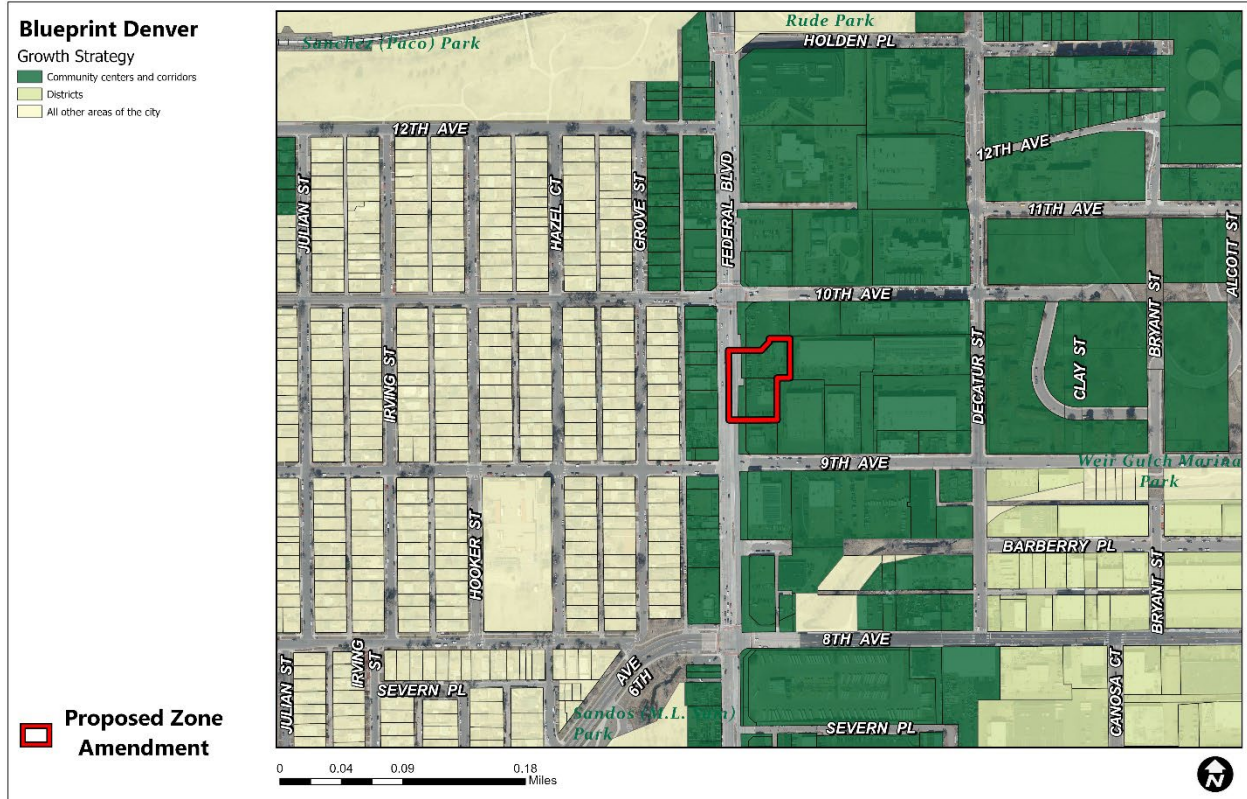 Blueprint Denver
Growth Strategy
Community centers and corridors
Districts
All other areas of the city
Rude Park
Sanchez (Paco) Park
HOLDEN PL
12TH AVE
12TH AVE
11TH AVE
JULIAN ST
HAZEL CT
GROVE ST
FEDERAL BLVD
ALCOTT ST
10TH AVE
BRYANT ST
IRVING ST
DECATUR ST
CLAY ST
9TH AVE
Weir Gulch Marina
Park
HOOKER ST
BARBERRY PL
BRYANT ST
8TH AVE
JULIAN ST
IRVING
ST
SEVERN PL
AVE
6TH
CANOSA CT
Sandos (M.L. Sam)
Park
SEVERN PL
Proposed Zone
Amendment
0 0.04 0.09 0.18
Miles
N